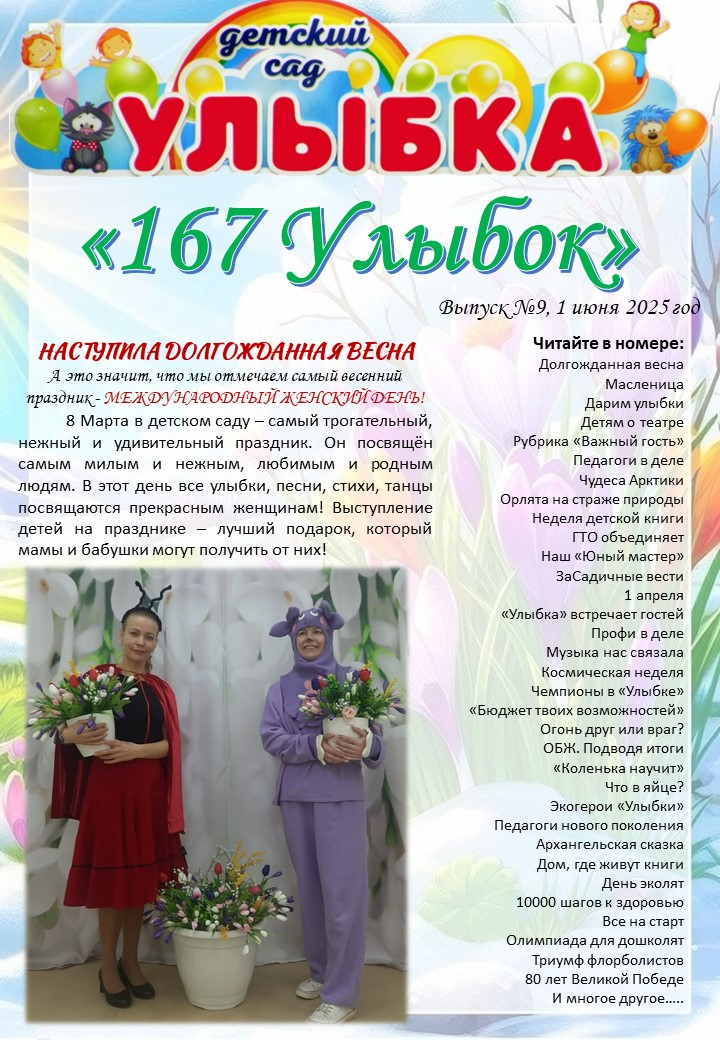 детский
сад
УЛЫБКА
«167 Улыбок»
Выпуск №9, 1 июня 2025 год
НАСТУПИЛА ДОЛГОЖДАННАЯ ВЕСНА
А это значит, что мы отмечаем самый весенний
праздник - МЕЖДУНАРОДНЫЙ ЖЕНСКИЙ ДЕНЬ!
8 Марта в детском саду – самый трогательный,
нежный и удивительный праздник. Он посвящён
самым милым и нежным, любимым и родным
людям. В этот день все улыбки, песни, стихи, танцы
посвящаются прекрасным женщинам! Выступление
детей на празднике – лучший подарок, который
мамы и бабушки могут получить от них!
Читайте в номере:
Долгожданная весна
Масленица
Дарим улыбки
Детям о театре
Рубрика «Важный гость»
Педагоги в деле
Чудеса Арктики
Орлята на страже природы
Неделя детской книги
ГТО объединяет
Наш «Юный мастер»
ЗаСадичные вести
1 апреля
«Улыбка» встречает гостей
Профи в деле
Музыка нас связала
Космическая неделя
Чемпионы в «Улыбке»
«Бюджет твоих возможностей»
Огонь друг или враг?
ОБЖ. Подводя итоги
«Коленька научит»
Что в яйце?
Экогерои «Улыбки»
Педагоги нового поколения
Архангельская сказка
Дом, где живут книги
День эколят
10000 шагов к здоровью
Все на старт
Олимпиада для дошколят
Триумф флорболистов
80 лет Великой Победе
И многое другое…..